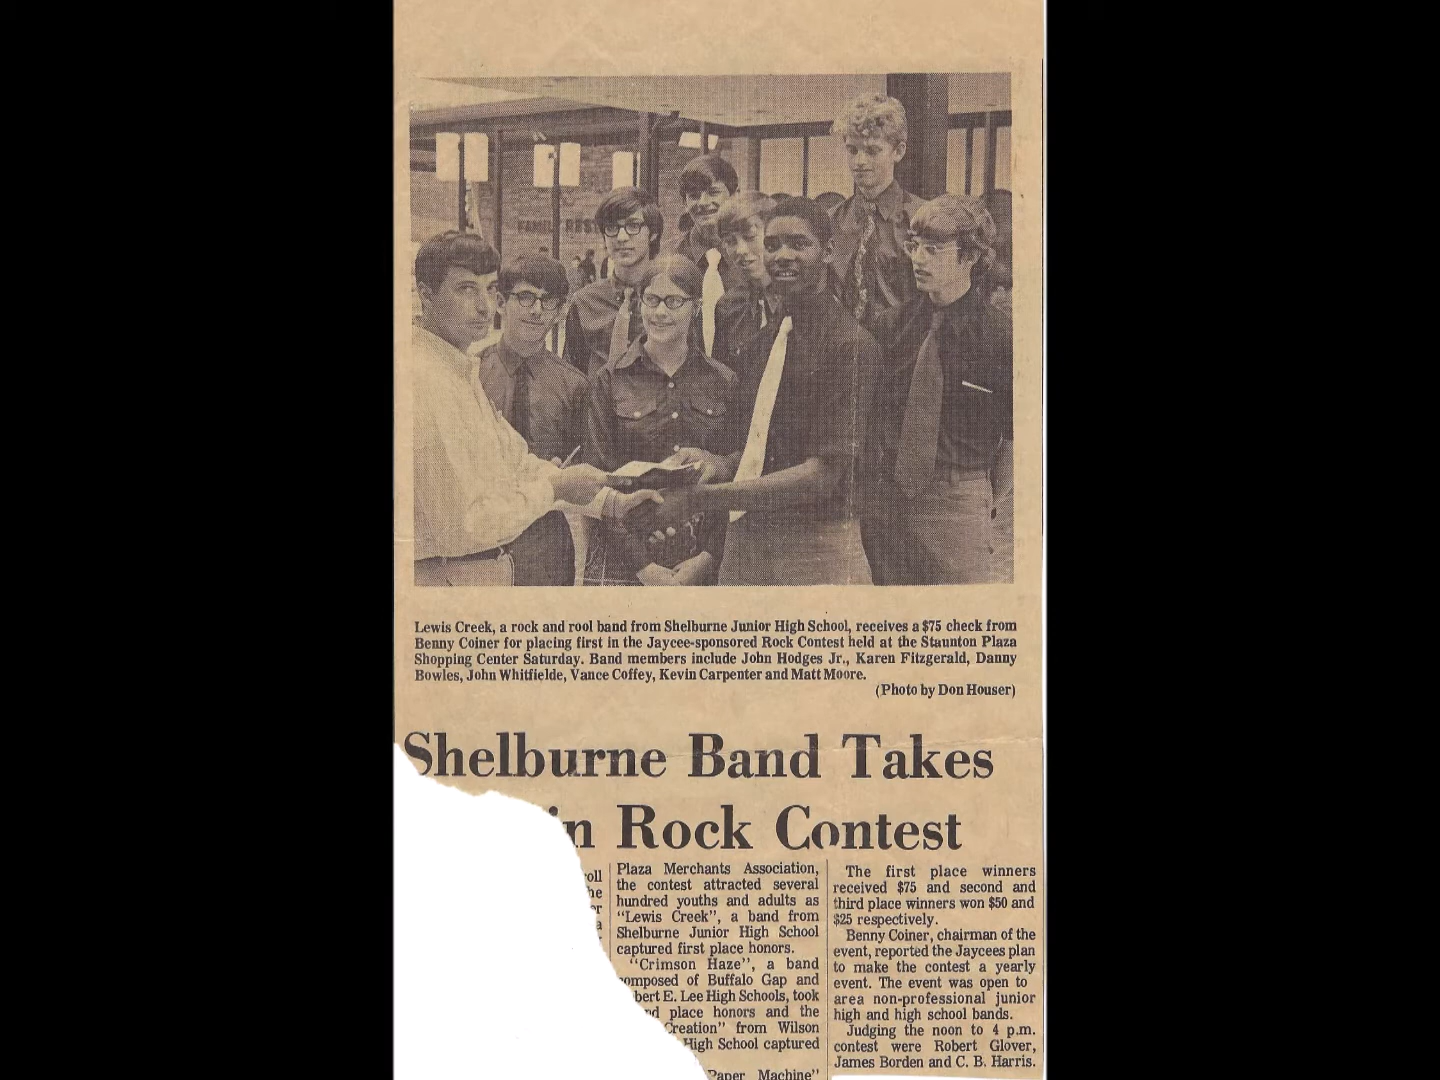 FAMILY REST
Lewis Creek, a rock and rool band from Shelburne Junior High School, receives a $75 check from
Benny Coiner for placing first in the Jaycee-sponsored Rock Contest held at the Staunton Plaza
Shopping Center Saturday. Band members include John Hodges Jr., Karen Fitzgerald, Danny
Bowles, John Whitfielde, Vance Coffey, Kevin Carpenter and Matt Moore.
(Photo by Don Houser)
Shelburne Band Takes
in Rock Contest
oll
he
er
a
Plaza Merchants Association,
the contest attracted several
hundred youths and adults as
"Lewis Creek", a band from
Shelburne Junior High School
captured first place honors.
"Crimson Haze", a band
omposed of Buffalo Gap and
bert E. Lee High Schools, took
nd place honors and the
Creation" from Wilson
High School captured
Paper Machine"
The first place winners
received $75 and second and
third place winners won $50 and
$25 respectively.
Benny Coiner, chairman of the
event, reported the Jaycees plan
to make the contest a yearly
event. The event was open to
area non-professional junior
high and high school bands.
Judging the noon to 4 p.m.
contest were Robert Glover,
James Borden and C. B. Harris.